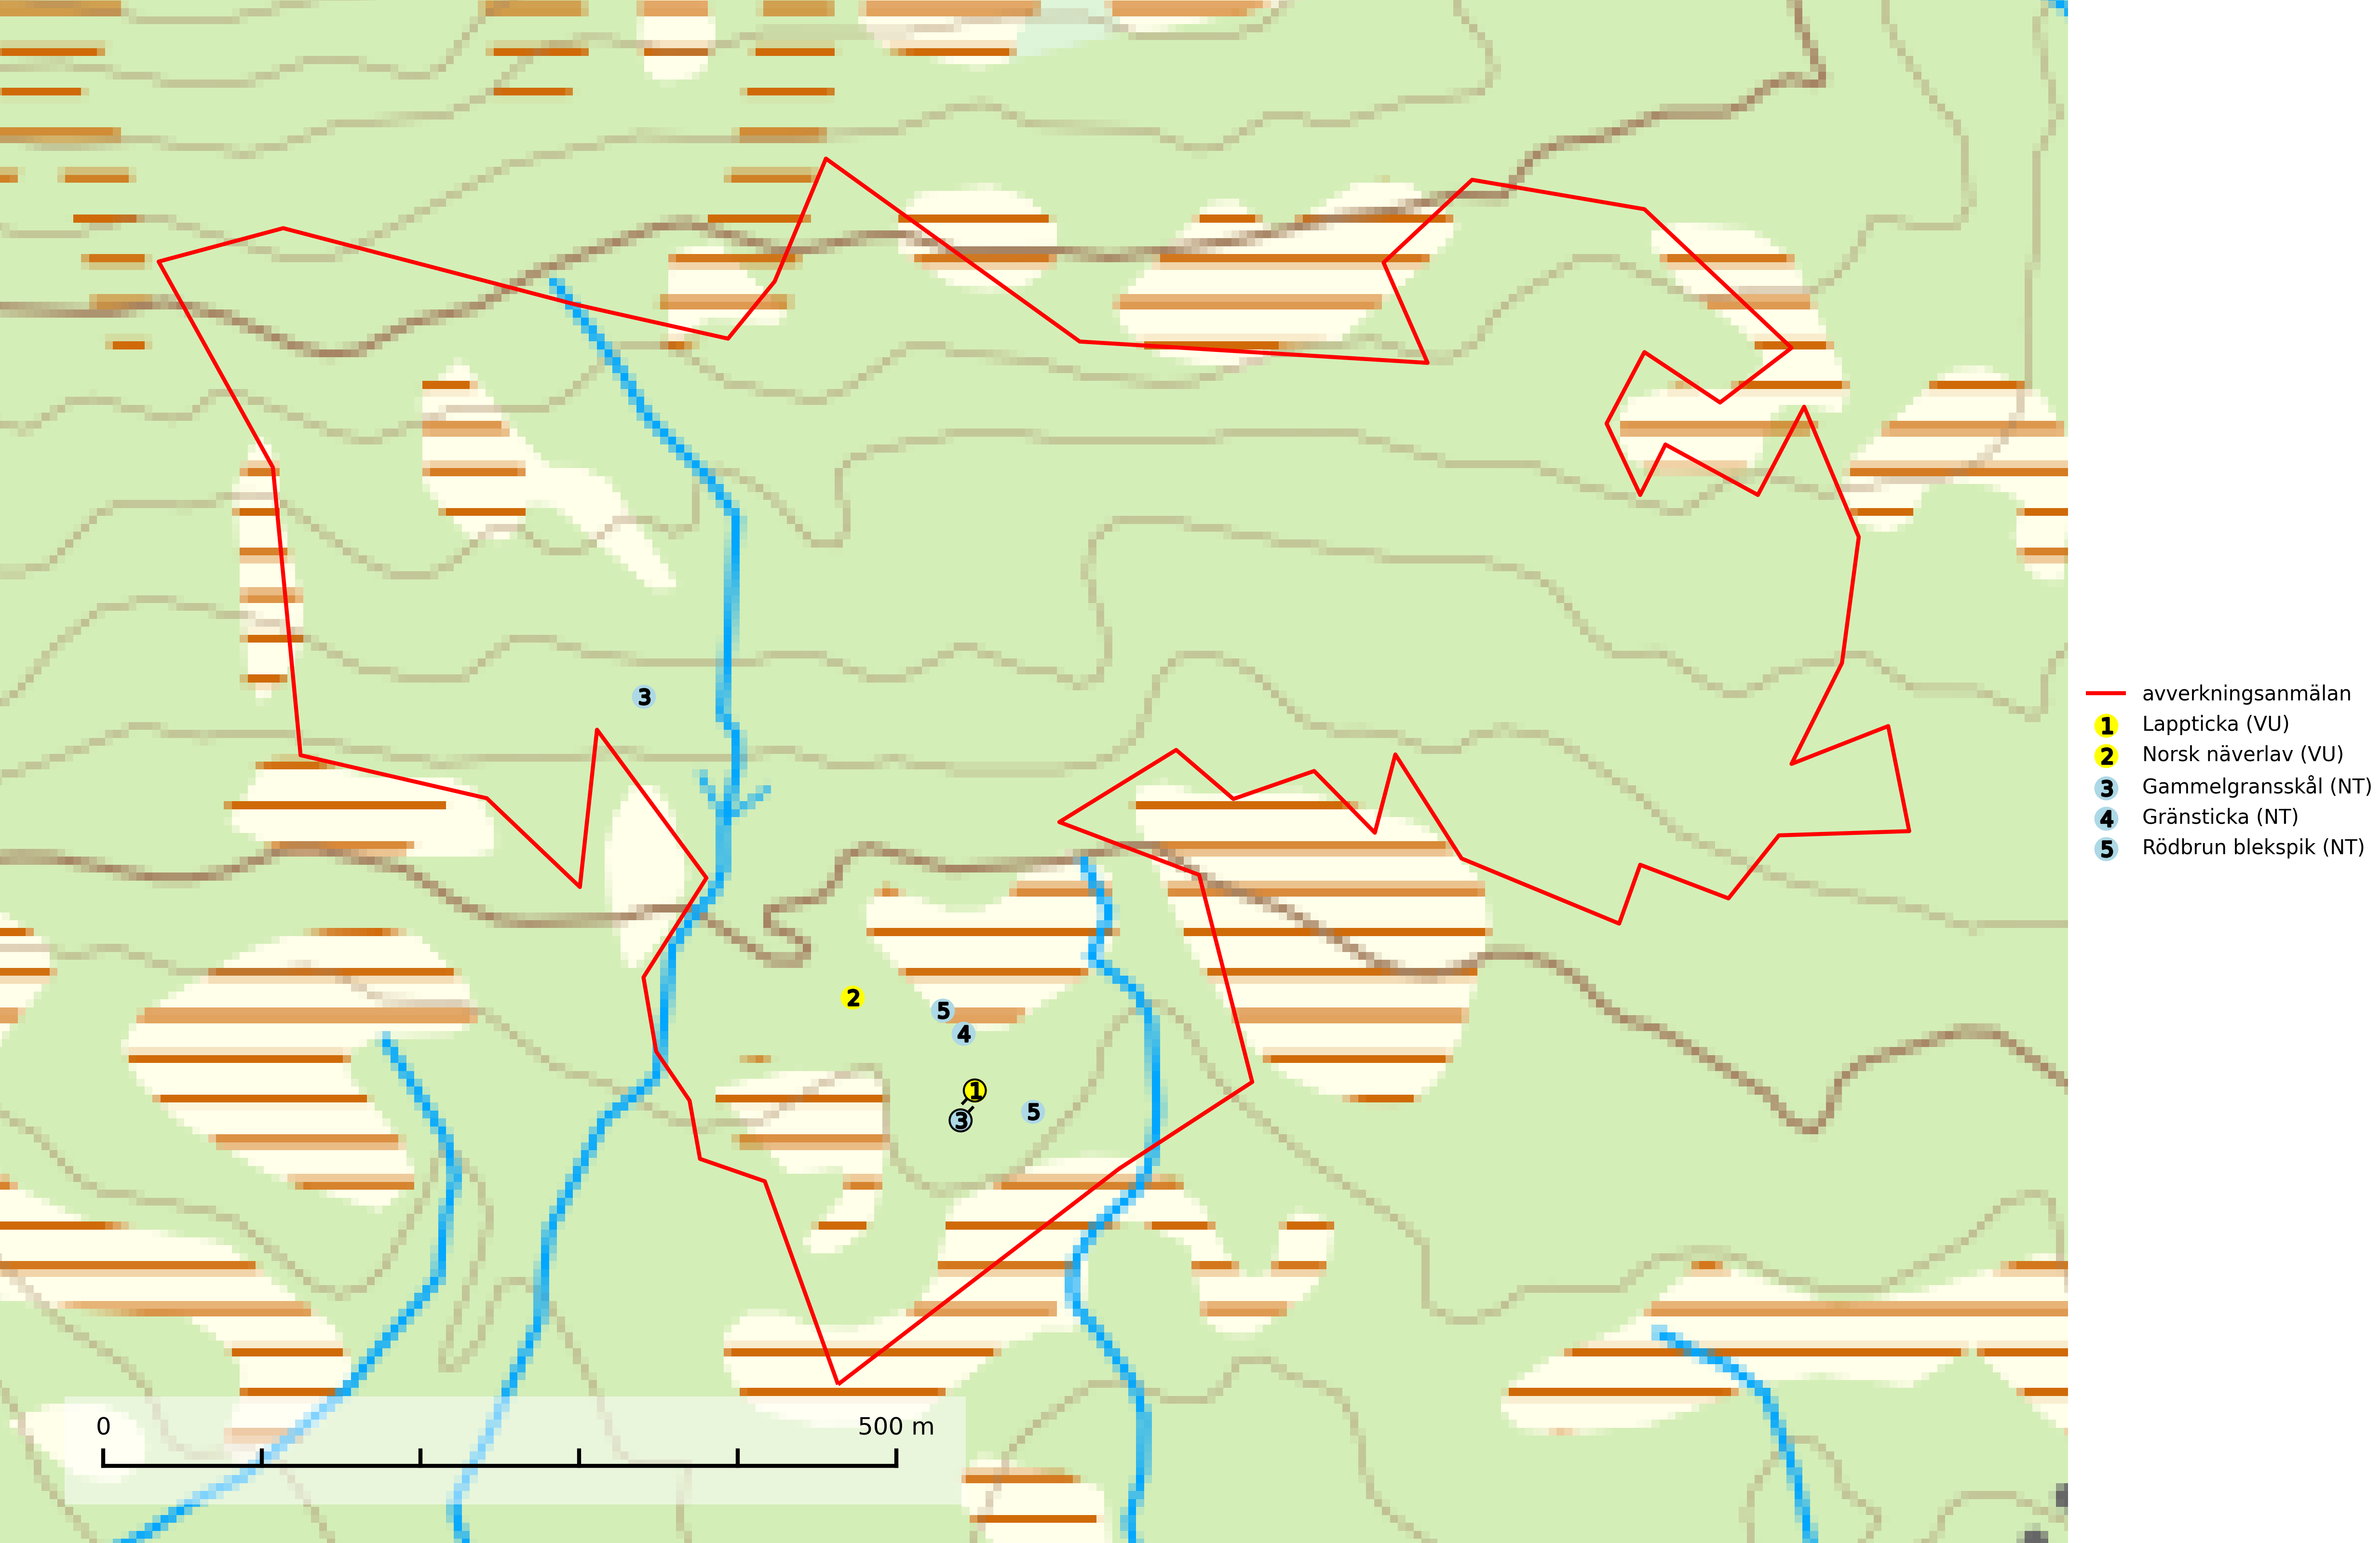 3
2
5
4
1
3
5
0 500 m
avverkningsanmälan
1 Lappticka (VU)
2 Norsk näverlav (VU)
3 Gammelgransskål (NT)
4 Gränsticka (NT)
5 Rödbrun blekspik (NT)